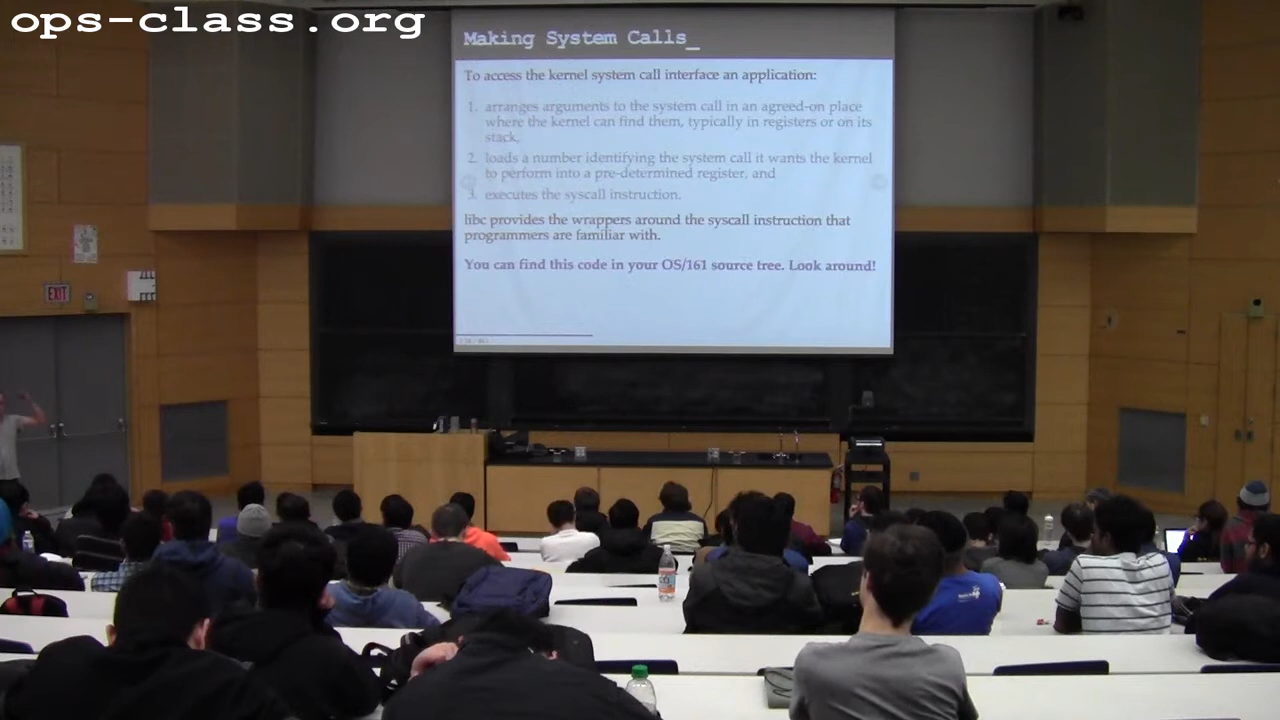 ops-class.org
Making System Calls_
To access the kernel system call interface an application:
1. arranges arguments to the system call in an agreed-on place
where the kernel can find them, typically in registers or on its
stack,
2. loads a number identifying the system call it wants the kernel
to perform into a pre-determined register, and
3. executes the syscall instruction.
libc provides the wrappers around the syscall instruction that
programmers are familiar with.
You can find this code in your OS/161 source tree. Look around!
EXIT